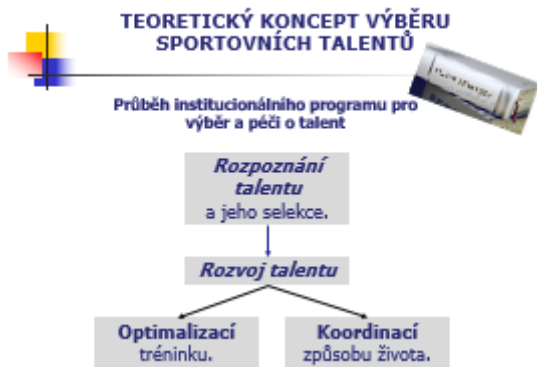 TEORETICKÝ KONCEPT VÝBĚRU
SPORTOVNÍCH TALENTŮ
Průběh institucionálního programu pro
výběr a péči o talent
Rozpoznání
talentu
a jeho selekce.
Rozvoj talentu
Optimalizací
tréninku.
Koordinací
způsobu života.